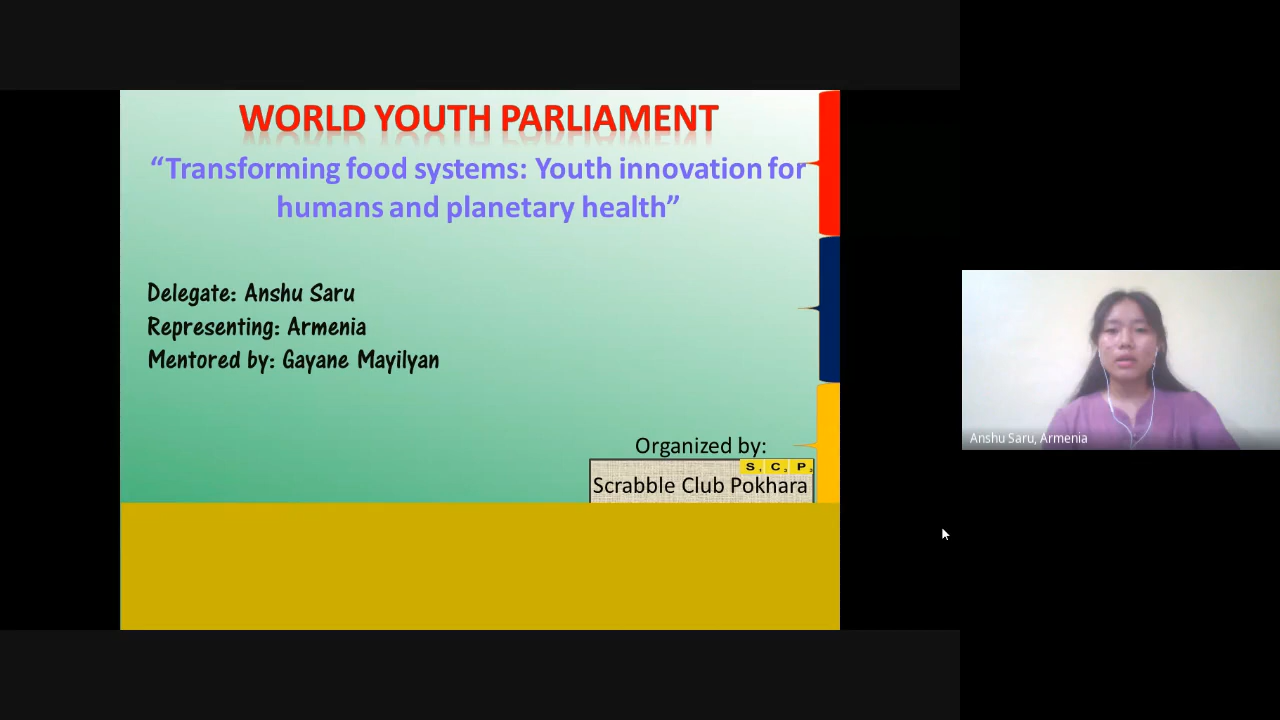 WORLD YOUTH PARLIAMENT
“Transforming food systems: Youth innovation for
humans and planetary health”
Delegate: Anshu Saru
Representing: Armenia
Mentored by: Gayane Mayilyan
Organized by:
S C P
Scrabble Club Pokhara
Anshu Saru, Armenia